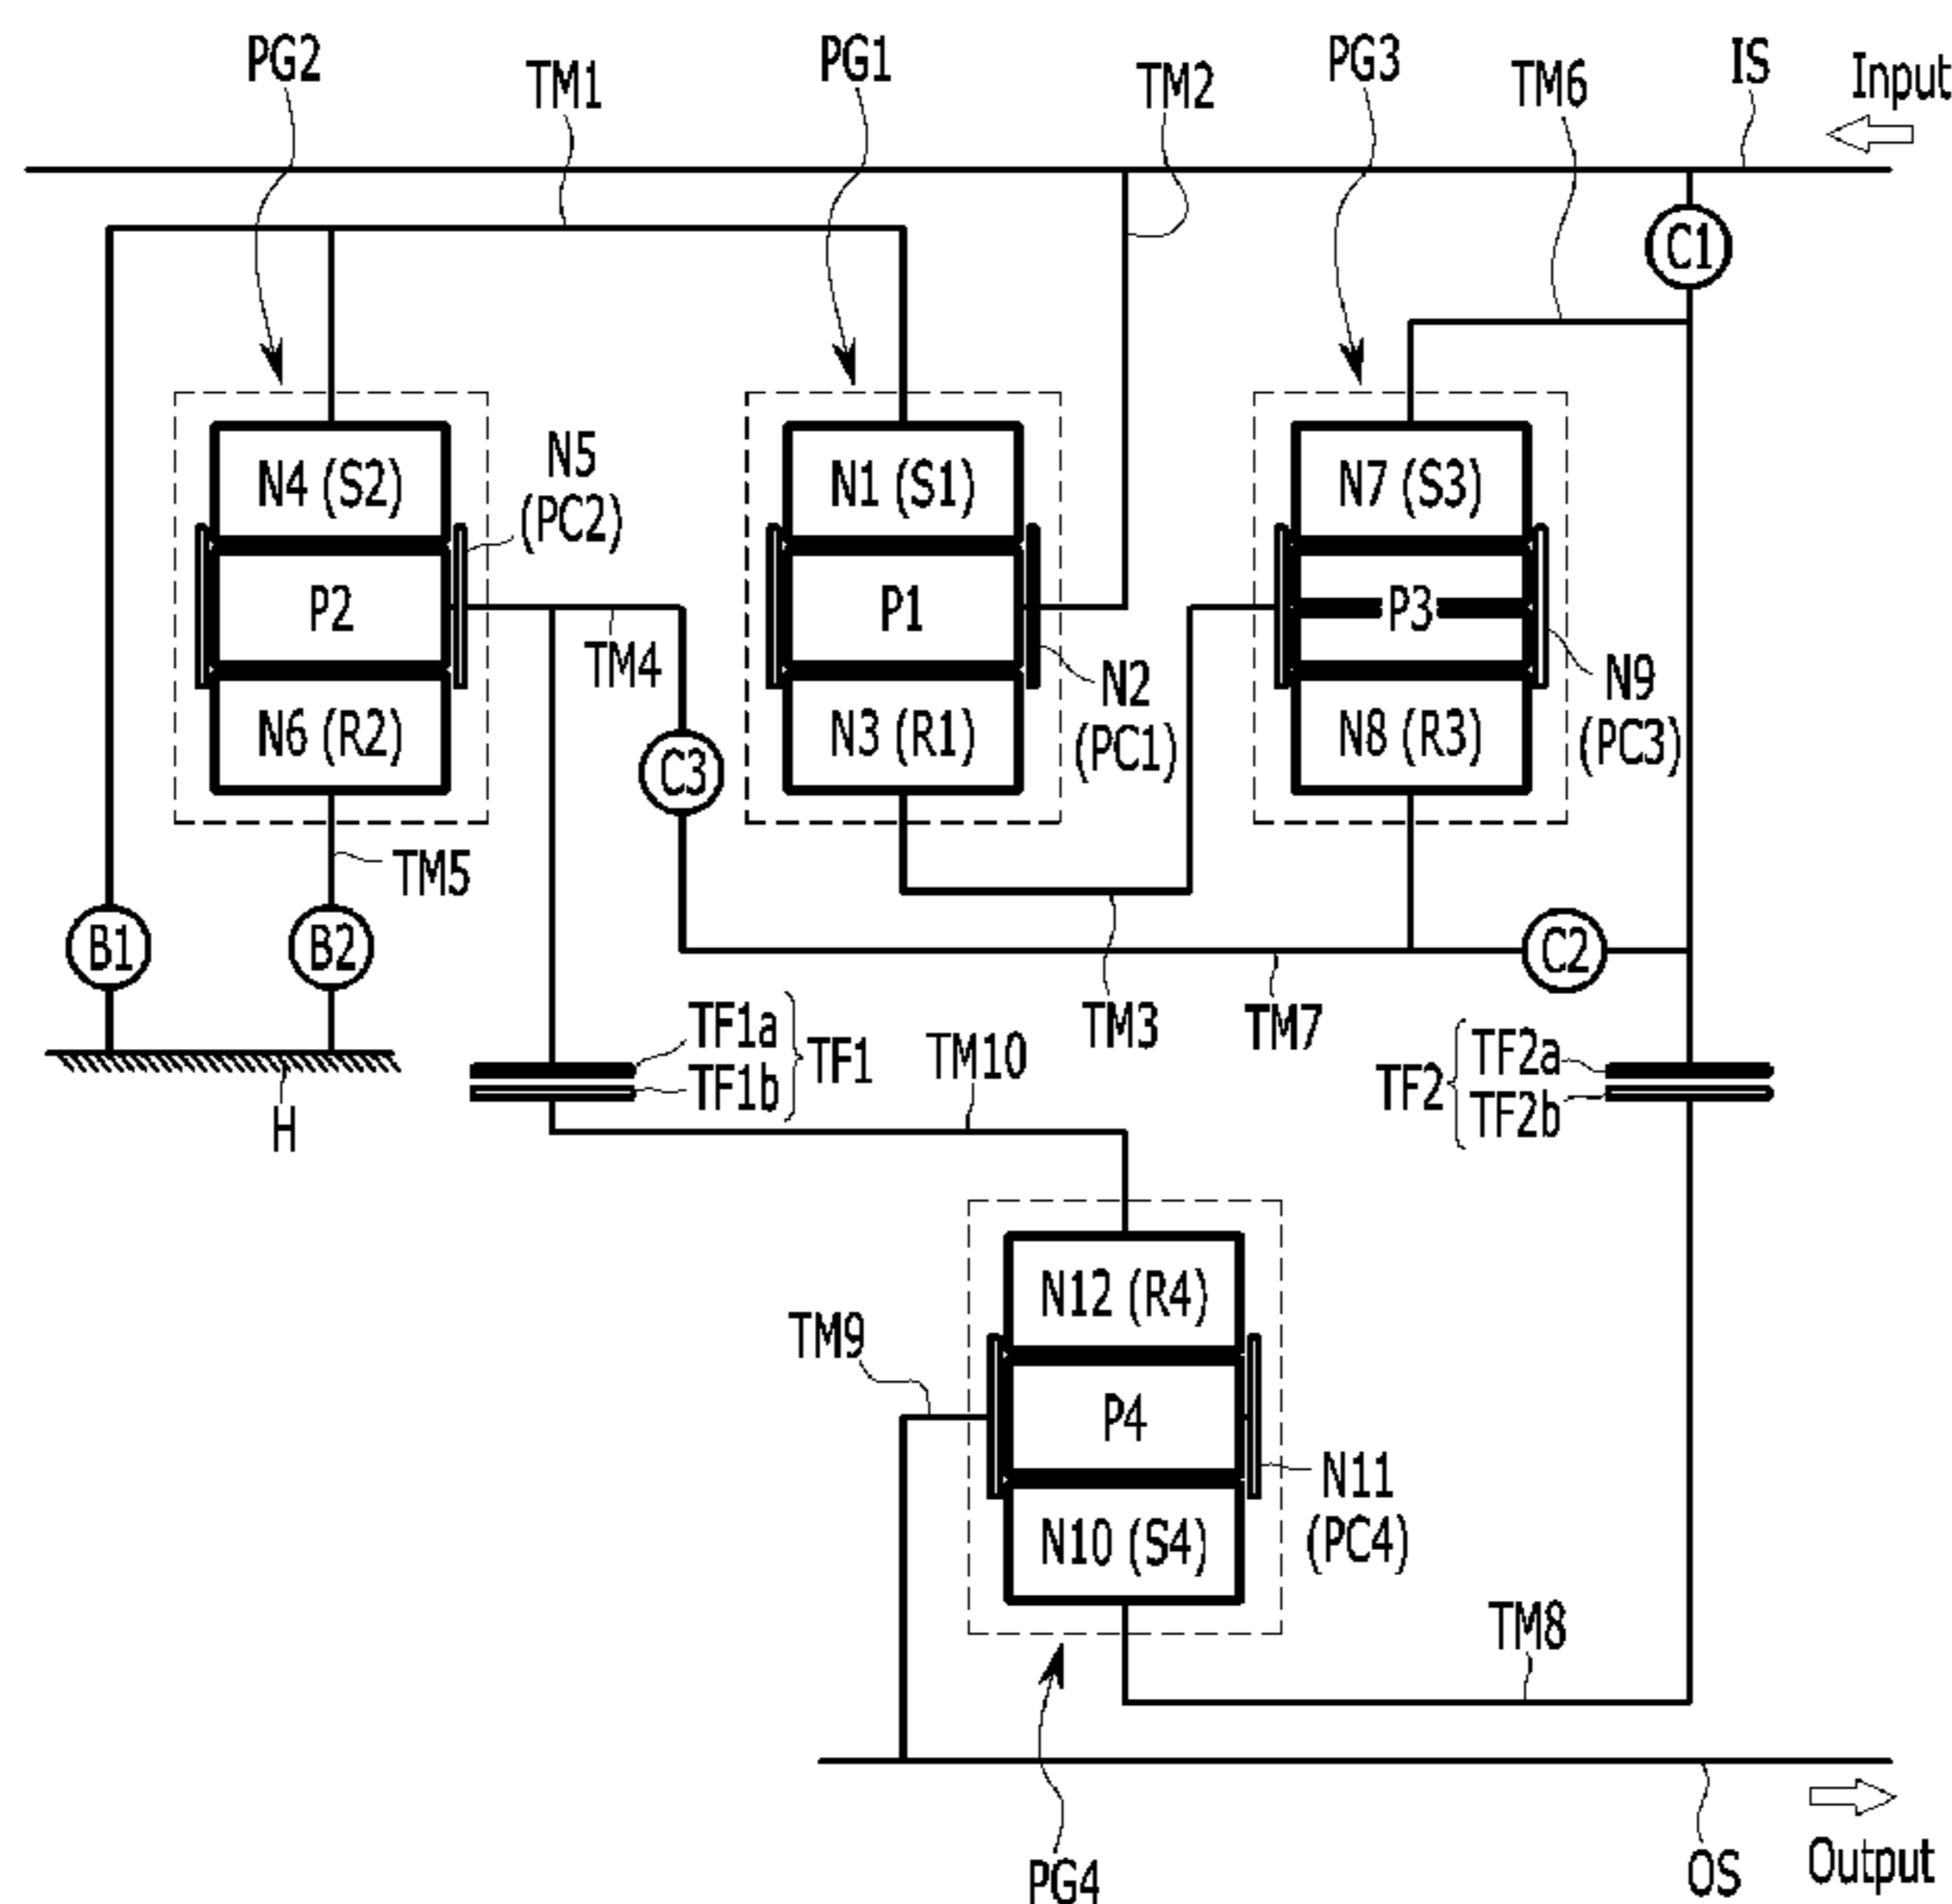 PG2
TM1
PG1
TM2
PG3
TM6
IS
Input
C1
N4 (S2)
N5
(PC2)
N1 (S1)
N7 (S3)
P2
P1
P3
TM4
N6 (R2)
N3 (R1)
N2
(PC1)
N8 (R3)
N9
(PC3)
C3
TM5
B1
B2
C2
TF1a
TF1b
TF1
TM10
TM3
TM7
TF2
TF2a
TF2b
H
N12 (R4)
TM9
P4
N11
(PC4)
N10 (S4)
TM8
PG4
OS
Output